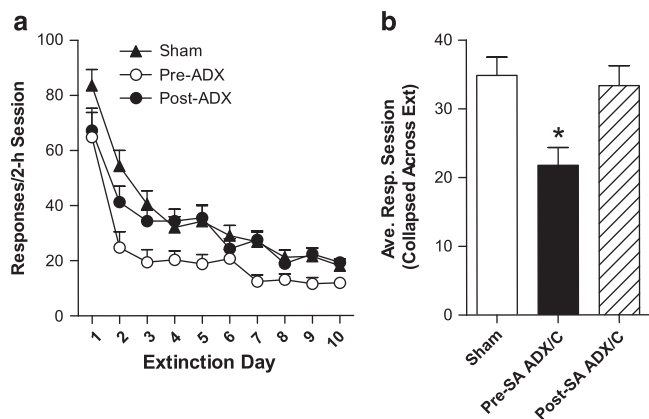 a
Responses/2-h Session
100
80
60
40
20
0
Sham
Pre-ADX
Post-ADX
1 2 3 4 5 6 7 8 9 10
Extinction Day
b
Ave. Resp. Session
(Collapsed Across Ext)
40
30
20
10
0
*
Sham
Pre-SA ADX/C
Post-SA ADX/C